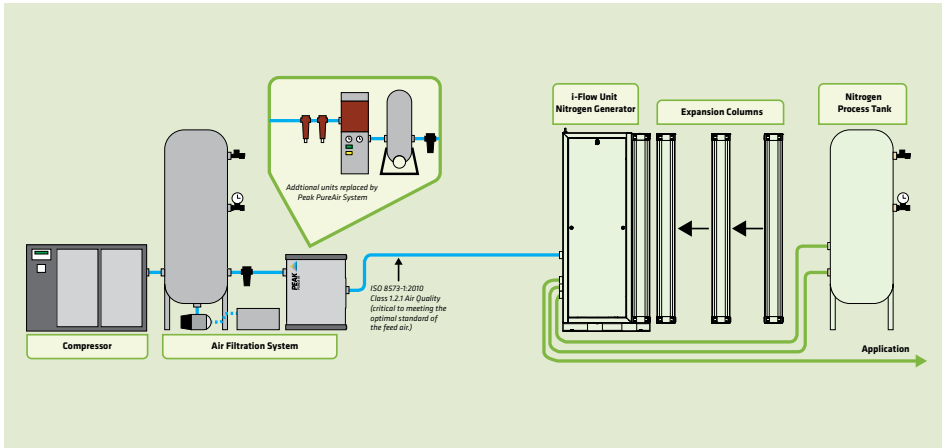 Addtional units replaced by
Peak PureAir System
i-Flow Unit
Nitrogen Generator
Expansion Columns
Nitrogen
Process Tank
PEAK
ISO 8573-1:2010
Class 1.2.1 Air Quality
(critical to meeting the
optimal standard of
the feed air.)
Compressor
Air Filtration System
Application